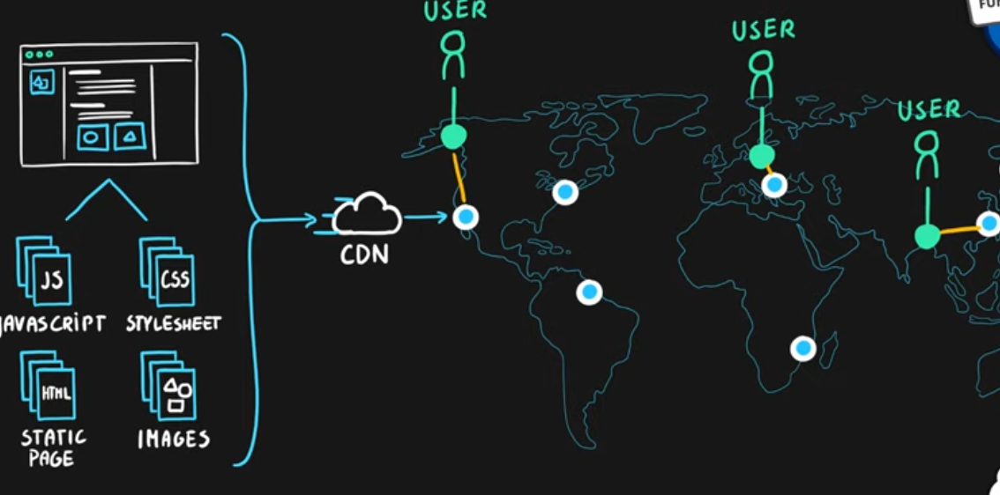 USER
USER
USER
JS
CSS
JAVASCRIPT
STYLESHEET
HTML
STATIC
PAGE
IMAGES
CDN